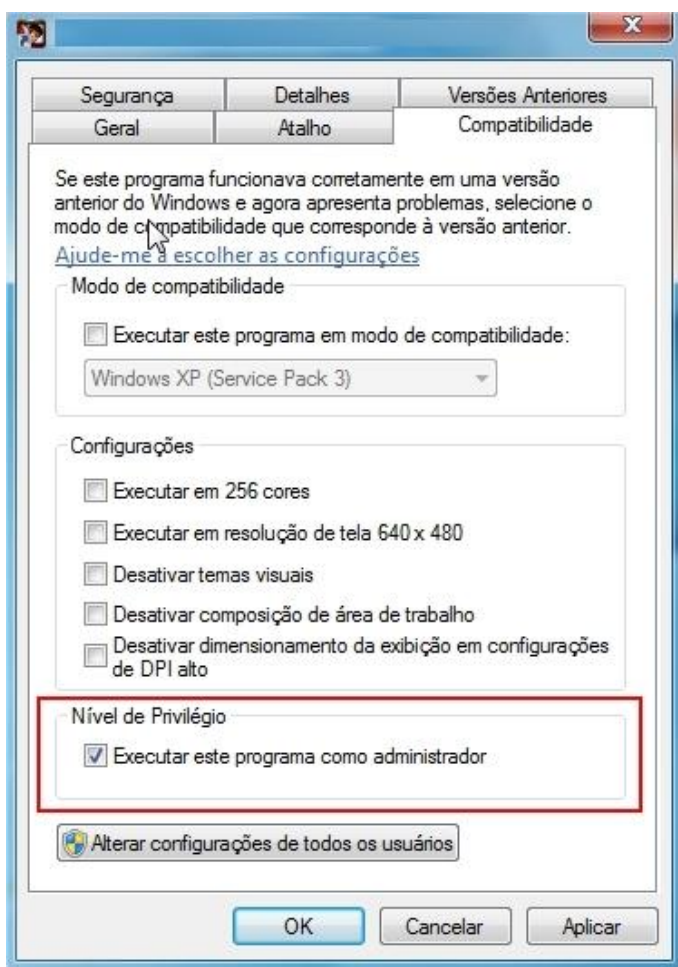 Segurança
Detalhes
Versões Anteriores
Geral
Atalho
Compatibilidade
Se este programa funcionava corretamente em uma versão
anterior do Windows e agora apresenta problemas, selecione o
modo de compatibilidade que corresponde à versão anterior.
Ajude-me a escolher as configurações
Modo de compatibilidade
Executar este programa em modo de compatibilidade:
Windows XP (Service Pack 3)
Configurações
Executar em 256 cores
Executar em resolução de tela 640 x 480
Desativar temas visuais
Desativar composição de área de trabalho
Desativar dimensionamento da exibição em configurações
de DPI alto
Nível de Privilégio
Executar este programa como administrador
Alterar configurações de todos os usuários
OK
Cancelar
Aplicar